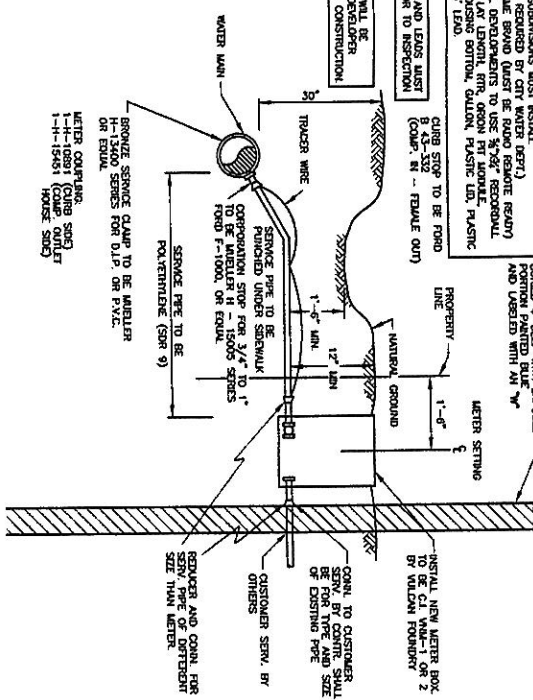 SUBDIVISIONS MUST INSTALL
REQUIRED BY CITY WATER DEPT.)
ME BRAND (MUST BE RADIO REMOTE READY)
DEVELOPMENTS TO USE 5/8"X3/4" RECORDALL
LAY LENGTH, RTR, ORION PIT MODULE,
OUSING BOTTOM, GALLON, PLASTIC LID, PLASTIC
LEAD.
AND LEADS MUST
OR TO INSPECTION
WILL BE
DEVELOPER
CONSTRUCTION.
PORTION PAINTED BLUE
AND LABELED WITH AN "W"
CURB STOP TO BE FORD
B 43-332
(COMP. IN - FEMALE OUT)
PROPERTY
LINE
METER SETTING
℄
1'-6"
NATURAL GROUND
30"
1'-6" MIN.
12" MIN
WATER MAIN
TRACER WIRE
SERVICE PIPE TO BE
PUNCHED UNDER SIDEWALK
CORPORATION STOP FOR 3/4" TO 1"
TO BE MUELLER H - 15005 SERIES
FORD F-1000, OR EQUAL
SERVICE PIPE TO BE
POLYETHYLENE (SDR 9)
BRONZE SERVICE CLAMP TO BE MUELLER
H-13400 SERIES FOR D.I.P. OR P.V.C.
OR EQUAL
METER COUPLING:
1-H-10891 (CURB SIDE)
1-H-15451 (COMP. OUTLET
HOUSE SIDE)
INSTALL NEW METER BOX
TO BE C.I. VNM-1 OR 2
BY VULCAN FOUNDRY
CONN. TO CUSTOMER
SERV. BY CONTR. SHALL
BE FOR TYPE AND SIZE
OF EXISTING PIPE
CUSTOMER SERV. BY
OTHERS
REDUCER AND CONN. FOR
SERV. PIPE OF DIFFERENT
SIZE THAN METER.